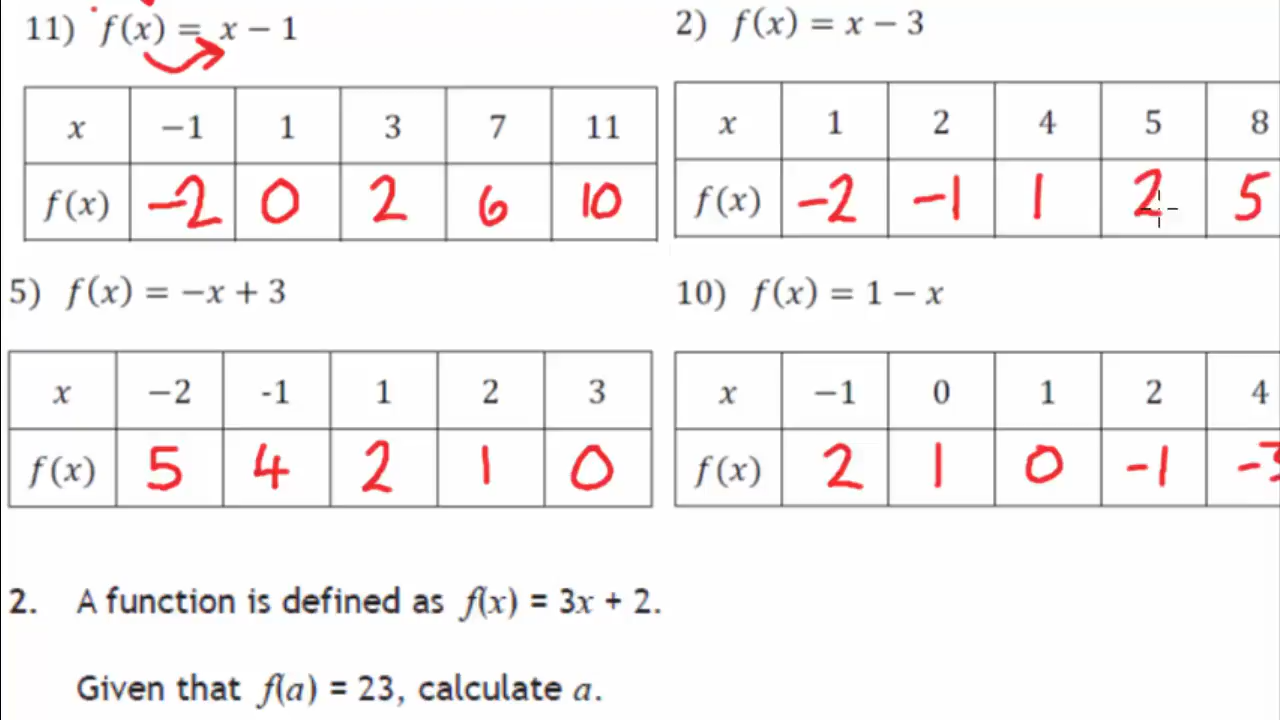 11) f(x) = x − 1
x −1 1 3 7 11
f(x) −2 0 2 6 10
2) f(x) = x − 3
x 1 2 4 5 8
f(x) −2 −1 1 2 5
5) f(x) = −x + 3
x −2 -1 1 2 3
f(x) 5 4 2 1 0
10) f(x) = 1 − x
x −1 0 1 2 4
f(x) 2 1 0 −1 −3
2. A function is defined as f(x) = 3x + 2.
Given that f(a) = 23, calculate a.